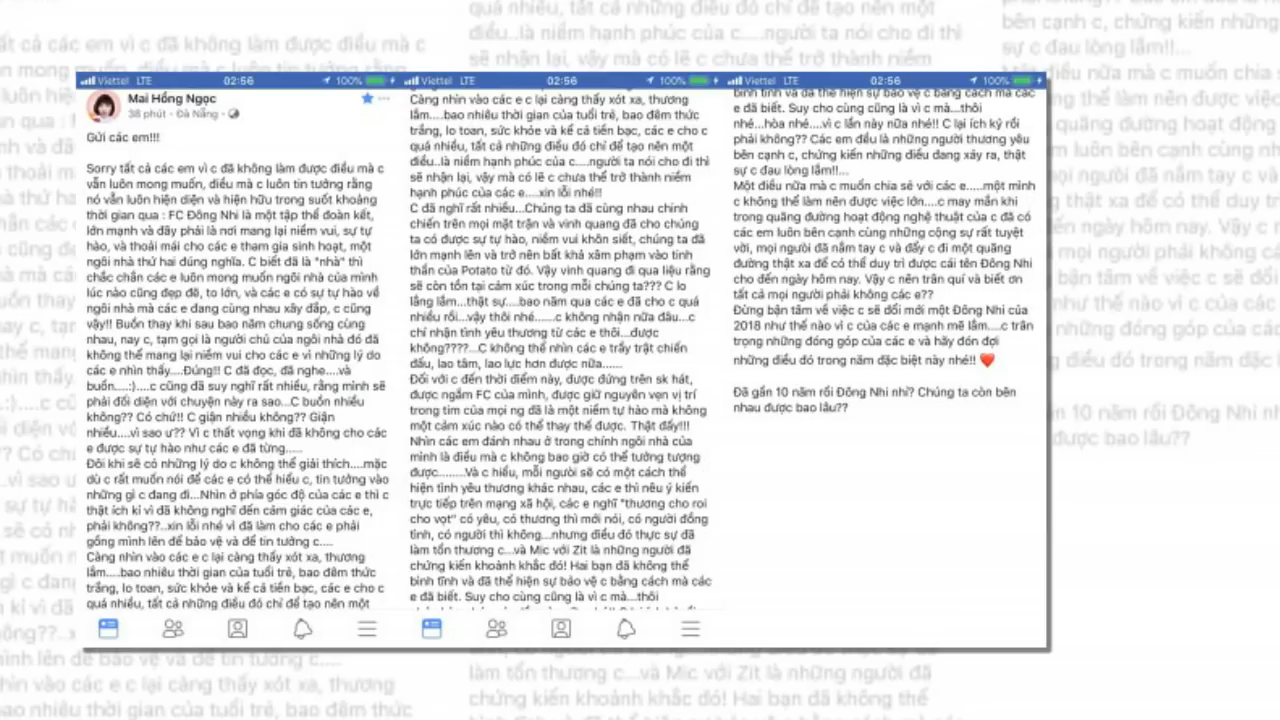 Viettel LTE 02:56 100%
Mai Hồng Ngọc
38 phút · Đà Nẵng ·
Gửi các em!!!
Sorry tất cả các em vì c đã không làm được điều mà c
vẫn luôn mong muốn, điều mà c luôn tin tưởng rằng
nó vẫn luôn hiện diện và hiện hữu trong suốt khoảng
thời gian qua : FC Đông Nhi là một tập thể đoàn kết,
lớn mạnh và đây phải là nơi mang lại niềm vui, sự tự
hào, và thoải mái cho các e tham gia sinh hoạt, một
ngôi nhà thứ hai đúng nghĩa. C biết đã là "nhà" thì
chắc chắn các e luôn mong muốn ngôi nhà của mình
lúc nào cũng đẹp đẽ, to lớn, và các e có sự tự hào về
ngôi nhà mà các e đang cùng nhau xây đắp, c cũng
vậy!! Buồn thay khi sau bao năm chung sống cùng
nhau, nay c, tạm gọi là người chủ của ngôi nhà đó đã
không thể mang lại niềm vui cho các e vì những lý do
các e nhìn thấy....Đúng!! C đã đọc, đã nghe....và
buồn....:)....c cũng đã suy nghĩ rất nhiều, rằng mình sẽ
phải đối diện với chuyện này ra sao...C buồn nhiều
không?? Có chứ!! C giận nhiều không?? Giận
nhiều....vì sao ư?? Vì c thất vọng khi đã không cho các
e được sự tự hào như các e đã từng.....
Đôi khi sẽ có những lý do c không thể giải thích....mặc
dù c rất muốn nói để các e có thể hiểu c, tin tưởng vào
những gì c đang đi...Nhìn ở phía góc độ của các e thì c
thật ích kỉ vì đã không nghĩ đến cảm giác của các e,
phải không??..xin lỗi nhé vì đã làm cho các e phải
gồng mình lên để bảo vệ và để tin tưởng c....
Càng nhìn vào các e c lại càng thấy xót xa, thương
lắm....bao nhiêu thời gian của tuổi trẻ, bao đêm thức
trắng, lo toan, sức khỏe và kể cả tiền bạc, các e cho c
quá nhiều, tất cả những điều đó chỉ để tạo nên một
Viettel LTE 02:56 100%
Càng nhìn vào các e c lại càng thấy xót xa, thương
lắm....bao nhiêu thời gian của tuổi trẻ, bao đêm thức
trắng, lo toan, sức khỏe và kể cả tiền bạc, các e cho c
quá nhiều, tất cả những điều đó chỉ để tạo nên một
điều..là niềm hạnh phúc của c....người ta nói cho đi thì
sẽ nhận lại, vậy mà có lẽ c chưa thể trở thành niềm
hạnh phúc của các e....xin lỗi nhé!!
C đã nghĩ rất nhiều...Chúng ta đã cùng nhau chinh
chiến trên mọi mặt trận và vinh quang đã cho chúng
ta có được sự tự hào, niềm vui khôn siết, chúng ta đã
lớn mạnh lên và trở nên bất khả xâm phạm vào tinh
thần của Potato từ đó. Vậy vinh quang đi qua liệu rằng
sẽ còn tồn tại cảm xúc trong mỗi chúng ta??? C lo
lắng lắm...thật sự....bao năm qua các e đã cho c quá
nhiều rồi...vậy thôi nhé......c không nhận nữa đâu...c
chỉ nhận tình yêu thương từ các e thôi...được
không????...C không thể nhìn các e trầy trật chiến
đấu, lao tâm, lao lực hơn được nữa......
Đối với c đến thời điểm này, được đứng trên sk hát,
được ngắm FC của mình, được giữ nguyên vẹn vị trí
trong tim của mọi ng đã là một niềm tự hào mà không
một cảm xúc nào có thể thay thế được. Thật đấy!!!
Nhìn các em đánh nhau ở trong chính ngôi nhà của
mình là điều mà c không bao giờ có thể tưởng tượng
được........Và c hiểu, mỗi người sẽ có một cách thể
hiện tình yêu thương khác nhau, các e thì nêu ý kiến
trực tiếp trên mạng xã hội, các e nghĩ "thương cho roi
cho vọt" có yêu, có thương thì mới nói, có người đồng
tình, có người thì không...nhưng điều đó thực sự đã
làm tổn thương c...và Mic với Zit là những người đã
chứng kiến khoảnh khắc đó! Hai bạn đã không thể
bình tĩnh và đã thể hiện sự bảo vệ c bằng cách mà các
e đã biết. Suy cho cùng cũng là vì c mà...thôi
Viettel LTE 02:56 100%
bình tĩnh và đã thể hiện sự bảo vệ c bằng cách mà các
e đã biết. Suy cho cùng cũng là vì c mà...thôi
nhé...hòa nhé....vì c lần này nữa nhé!! C lại ích kỷ rồi
phải không?? Các em đều là những người thương yêu
bên cạnh c, chứng kiến những điều đang xảy ra, thật
sự c đau lòng lắm!!...
Một điều nữa mà c muốn chia sẻ với các e.....một mình
c không thể làm nên được việc lớn....c may mắn khi
trong quãng đường hoạt động nghệ thuật của c đã có
các em luôn bên cạnh cùng những cộng sự rất tuyệt
vời, mọi người đã nắm tay c và đẩy c đi một quãng
đường thật xa để có thể duy trì được cái tên Đông Nhi
cho đến ngày hôm nay. Vậy c nên trân quí và biết ơn
tất cả mọi người phải không các e??
Đừng bận tâm về việc c sẽ đổi mới một Đông Nhi của
2018 như thế nào vì c của các e mạnh mẽ lắm....c trân
trọng những đóng góp của các e và hãy đón đợi
những điều đó trong năm đặc biệt này nhé!! ❤️
Đã gần 10 năm rồi Đông Nhi nhỉ? Chúng ta còn bên
nhau được bao lâu??